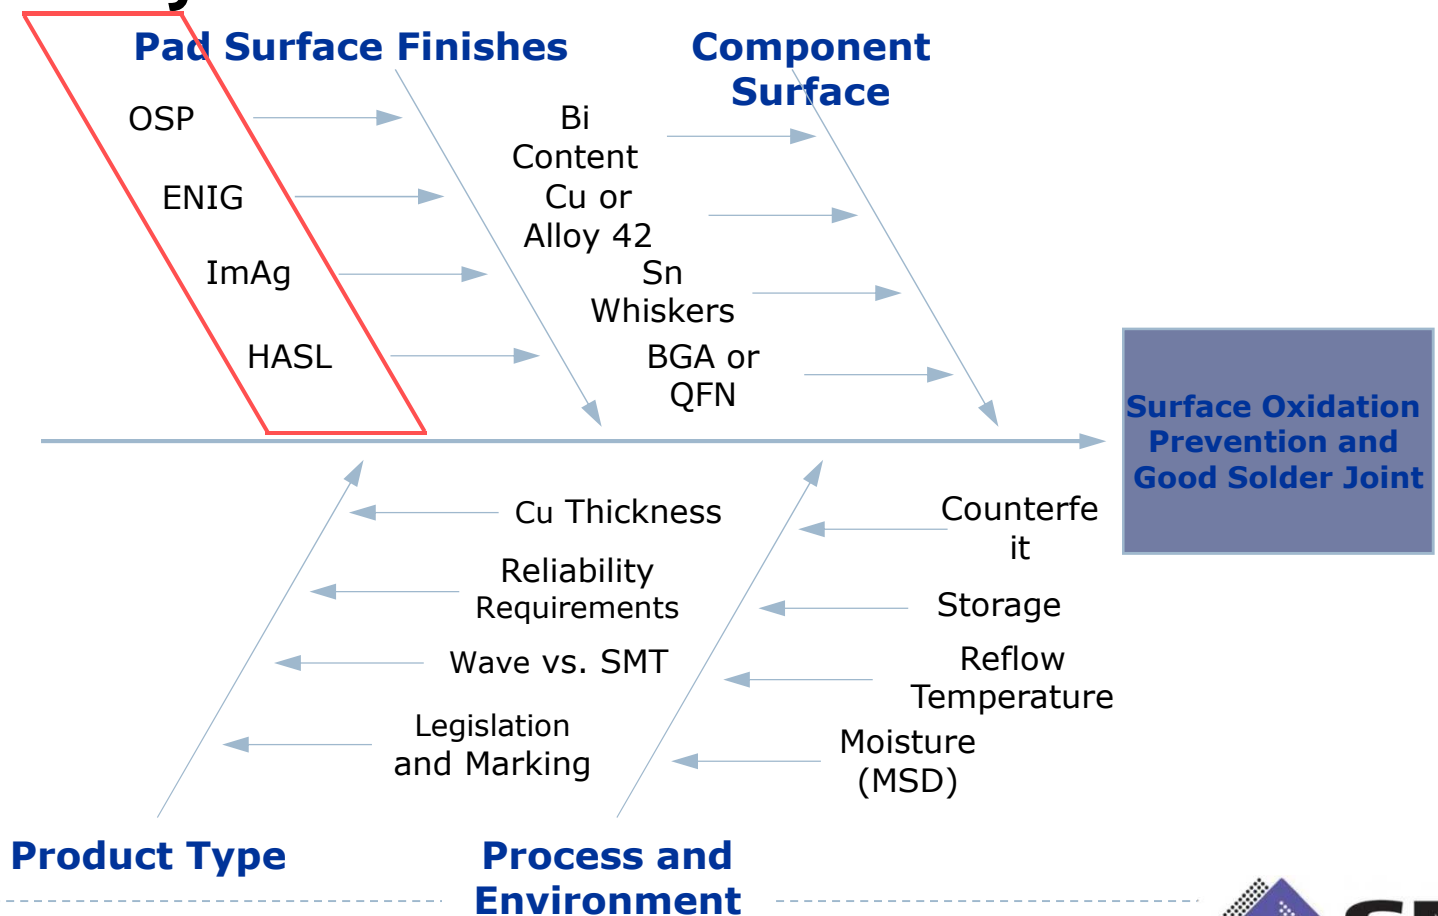 Pad Surface Finishes
Component
Surface
OSP
ENIG
ImAg
HASL
Bi
Content
Cu or
Alloy 42
Sn
Whiskers
BGA or
QFN
Surface Oxidation
Prevention and
Good Solder Joint
Cu Thickness
Reliability
Requirements
Wave vs. SMT
Legislation
and Marking
Counterfe
it
Storage
Reflow
Temperature
Moisture
(MSD)
Product Type
Process and
Environment